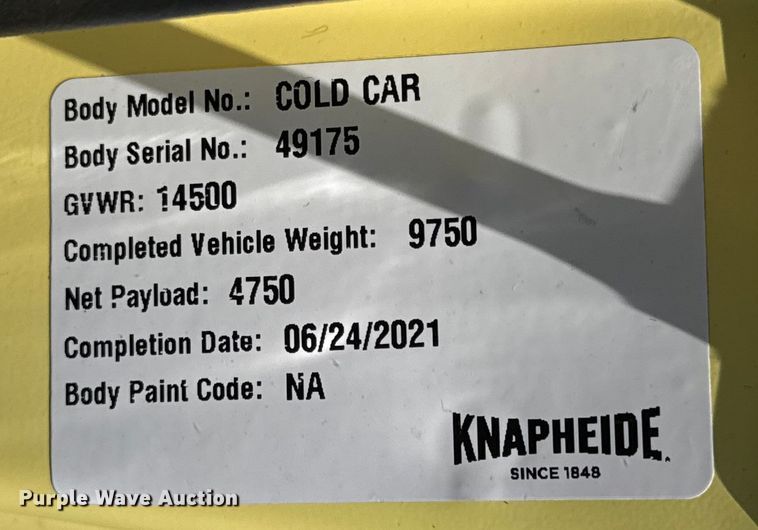 Body Model No.: COLD CAR
Body Serial No.: 49175
GVWR: 14500
Completed Vehicle Weight: 9750
Net Payload: 4750
Completion Date: 06/24/2021
Body Paint Code: NA
KNAPHEIDE
SINCE 1848
Purple Wave Auction